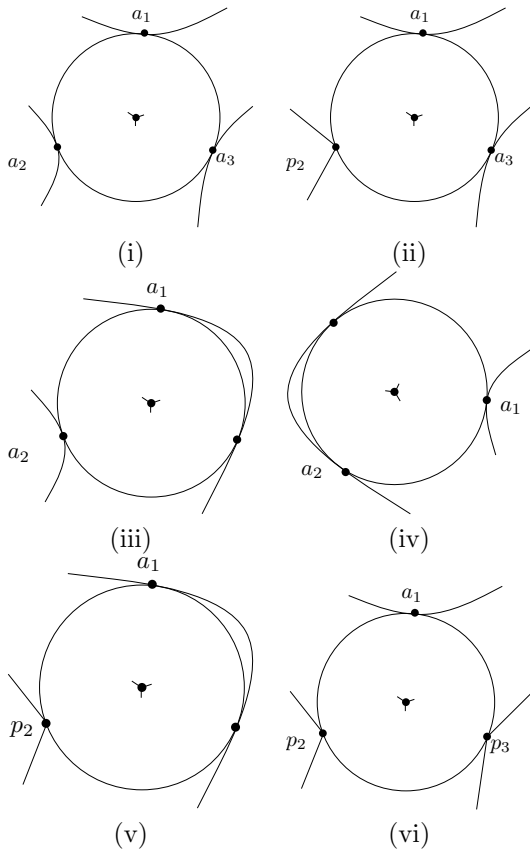 a₁ a₁
a₂ a₃ p₂ a₃
(i) (ii)
a₁
a₁
a₂ a₂
(iii) (iv)
a₁ a₁
p₂ p₂ p₃
(v) (vi)